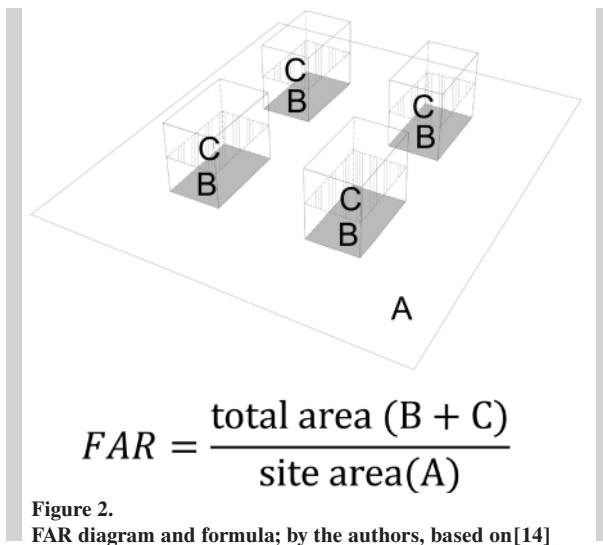 C
B
C
B
C
B
C
B
A
FAR = total area (B + C) / site area(A)
Figure 2.
FAR diagram and formula; by the authors, based on[14]